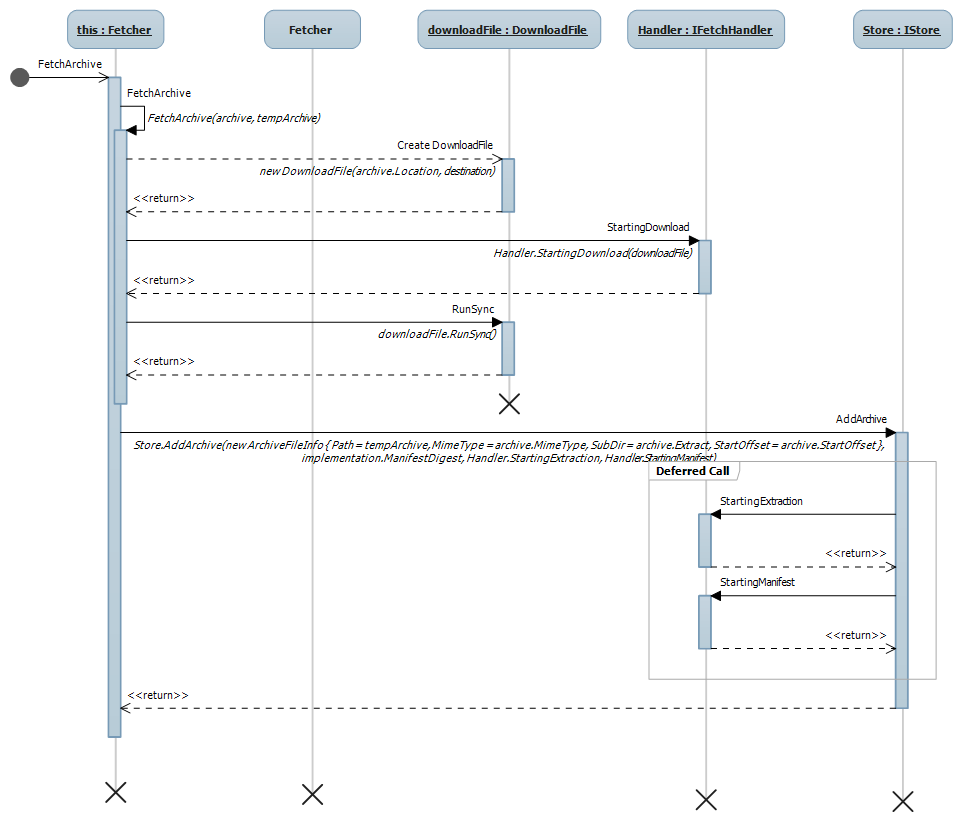 this : Fetcher
Fetcher
downloadFile : DownloadFile
Handler : IFetchHandler
Store : IStore
FetchArchive
FetchArchive
FetchArchive(archive, tempArchive)
Create DownloadFile
new DownloadFile(archive.Location, destination)
<<return>>
StartingDownload
Handler.StartingDownload(downloadFile)
<<return>>
RunSync
downloadFile.RunSync()
<<return>>
AddArchive
Store.AddArchive(new ArchiveFileInfo { Path = tempArchive, MimeType = archive.MimeType, SubDir = archive.Extract, StartOffset = archive.StartOffset },
implementation.ManifestDigest, Handler.StartingExtraction, Handler.StartingManifest)
Deferred Call
StartingExtraction
<<return>>
StartingManifest
<<return>>
<<return>>